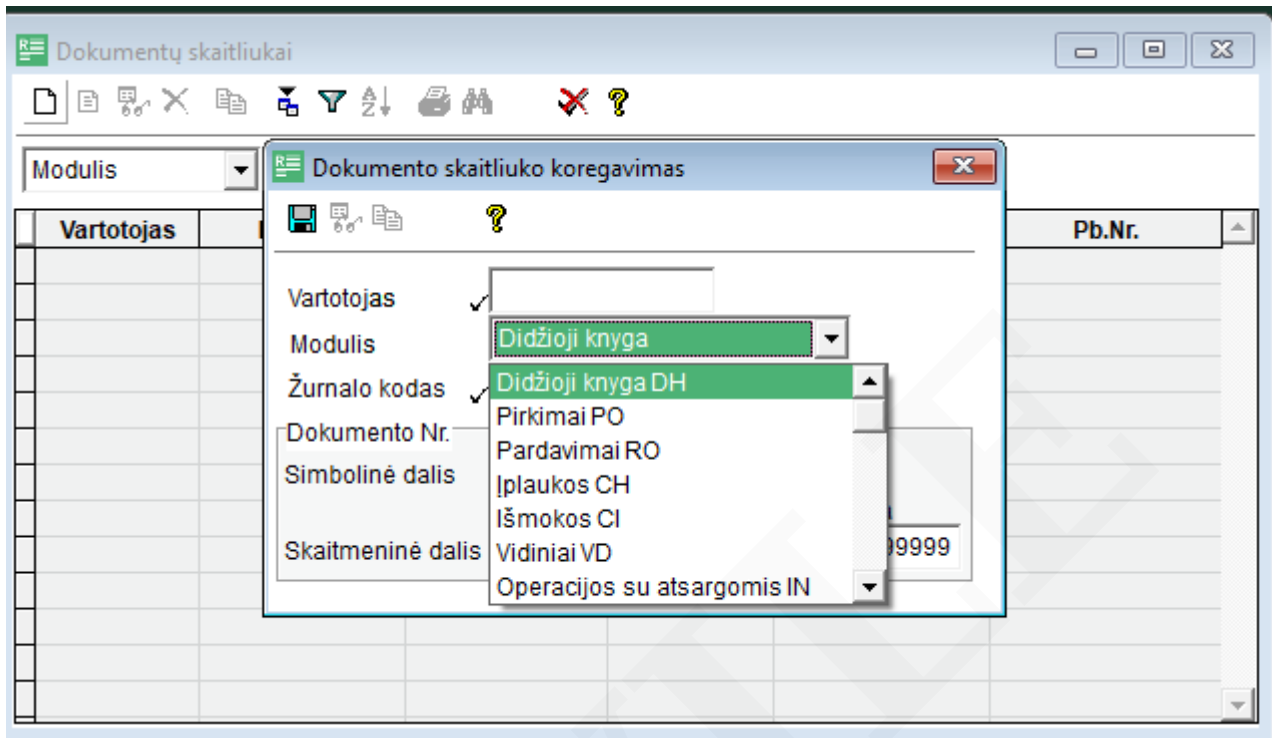 Dokumentų skaitliukai
Modulis
Dokumento skaitliuko koregavimas
Vartotojas Pb.Nr.
Vartotojas
Modulis Didžioji knyga
Žurnalo kodas Didžioji knyga DH
Pirkimai PO
Dokumento Nr.
Pardavimai RO
Simbolinė dalis
Įplaukos CH
Išmokos CI
Skaitmeninė dalis Vidiniai VD 99999
Operacijos su atsargomis IN